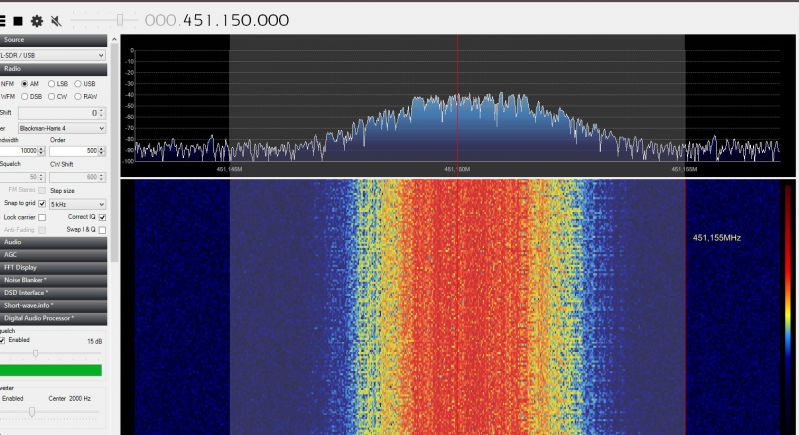 000.451.150.000
Source
L-SDR / USB
Radio
NFM AM LSB USB
WFM DSB CW RAW
Shift 0
er Blackman-Harris 4
ndwidth Order
10000 500
Squelch CW Shift
50 600
FM Stereo Step size
Snap to grid 5 kHz
Lock carrier Correct IQ
Anti-Fading Swap I & Q
Audio
AGC
FFT Display
Noise Blanker *
DSD Interface *
Short-wave.info *
Digital Audio Processor *
quelch
Enabled 15 dB
verter
Enabled Center 2000 Hz
0
-10
-20
-30
-40
-50
-60
-70
-80
-90
-100
451,145M 451,150M 451,155M
451,155MHz